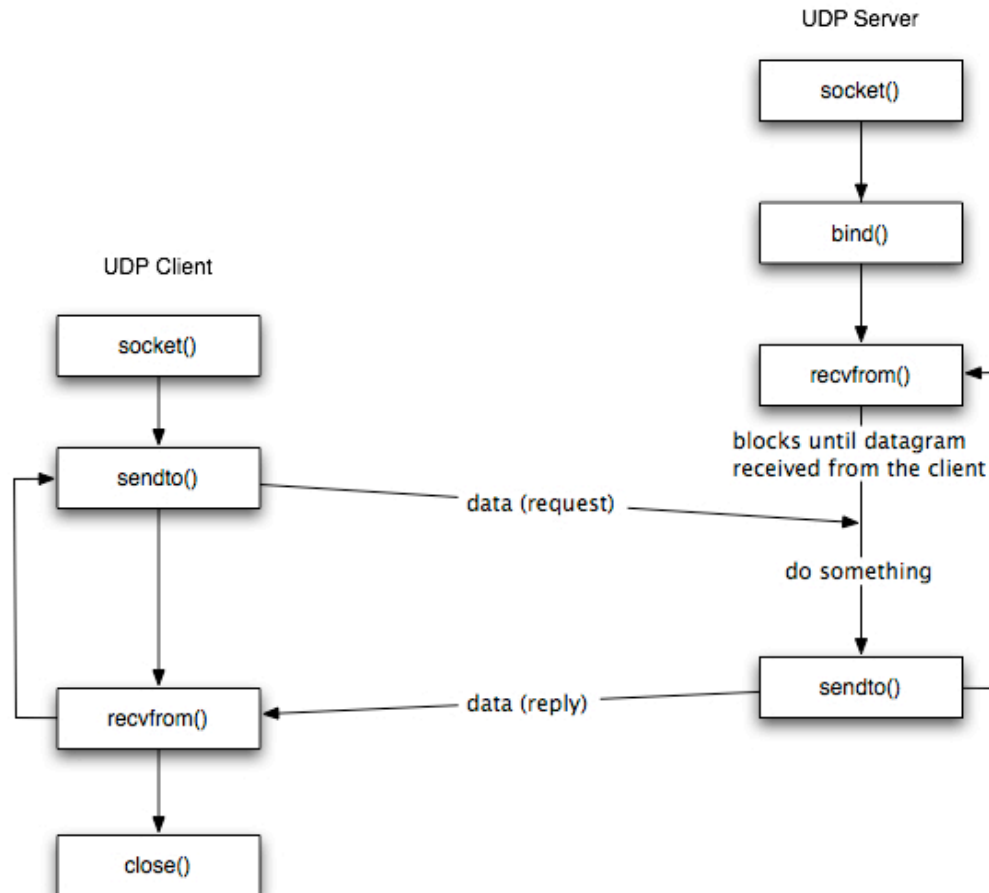 UDP Server
socket()
bind()
UDP Client
socket()
recvfrom()
blocks until datagram
received from the client
sendto()
data (request)
do something
sendto()
data (reply)
recvfrom()
close()